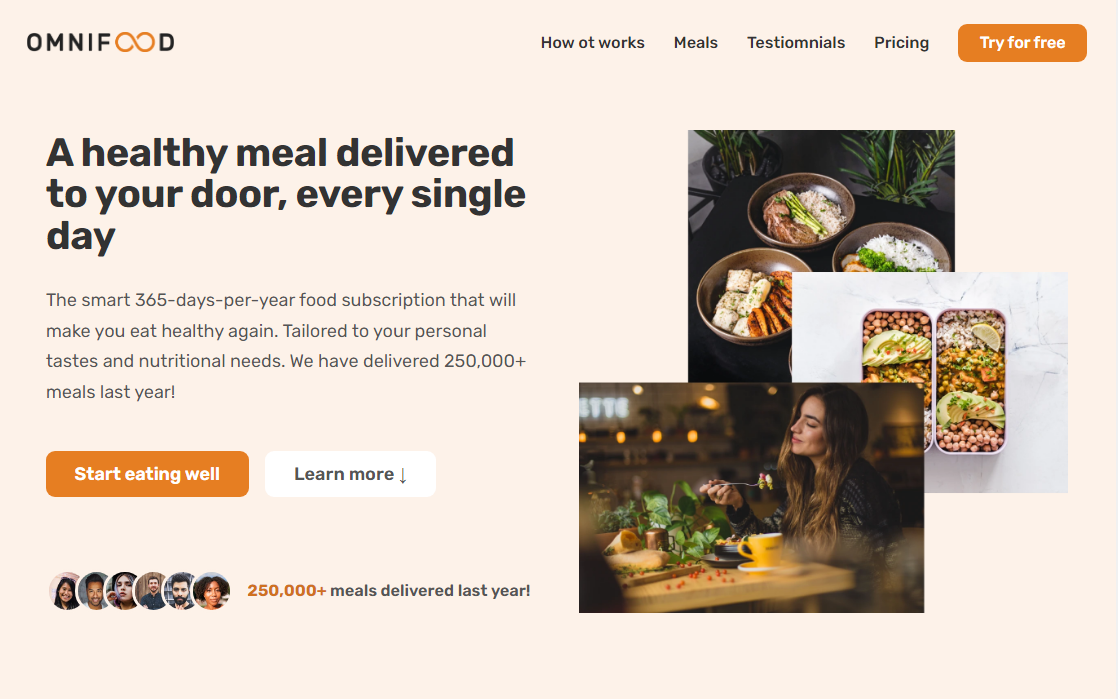 OMNIFOOD
How ot works
Meals
Testiomnials
Pricing
Try for free
A healthy meal delivered
to your door, every single
day
The smart 365-days-per-year food subscription that will
make you eat healthy again. Tailored to your personal
tastes and nutritional needs. We have delivered 250,000+
meals last year!
Start eating well
Learn more ↓
250,000+ meals delivered last year!